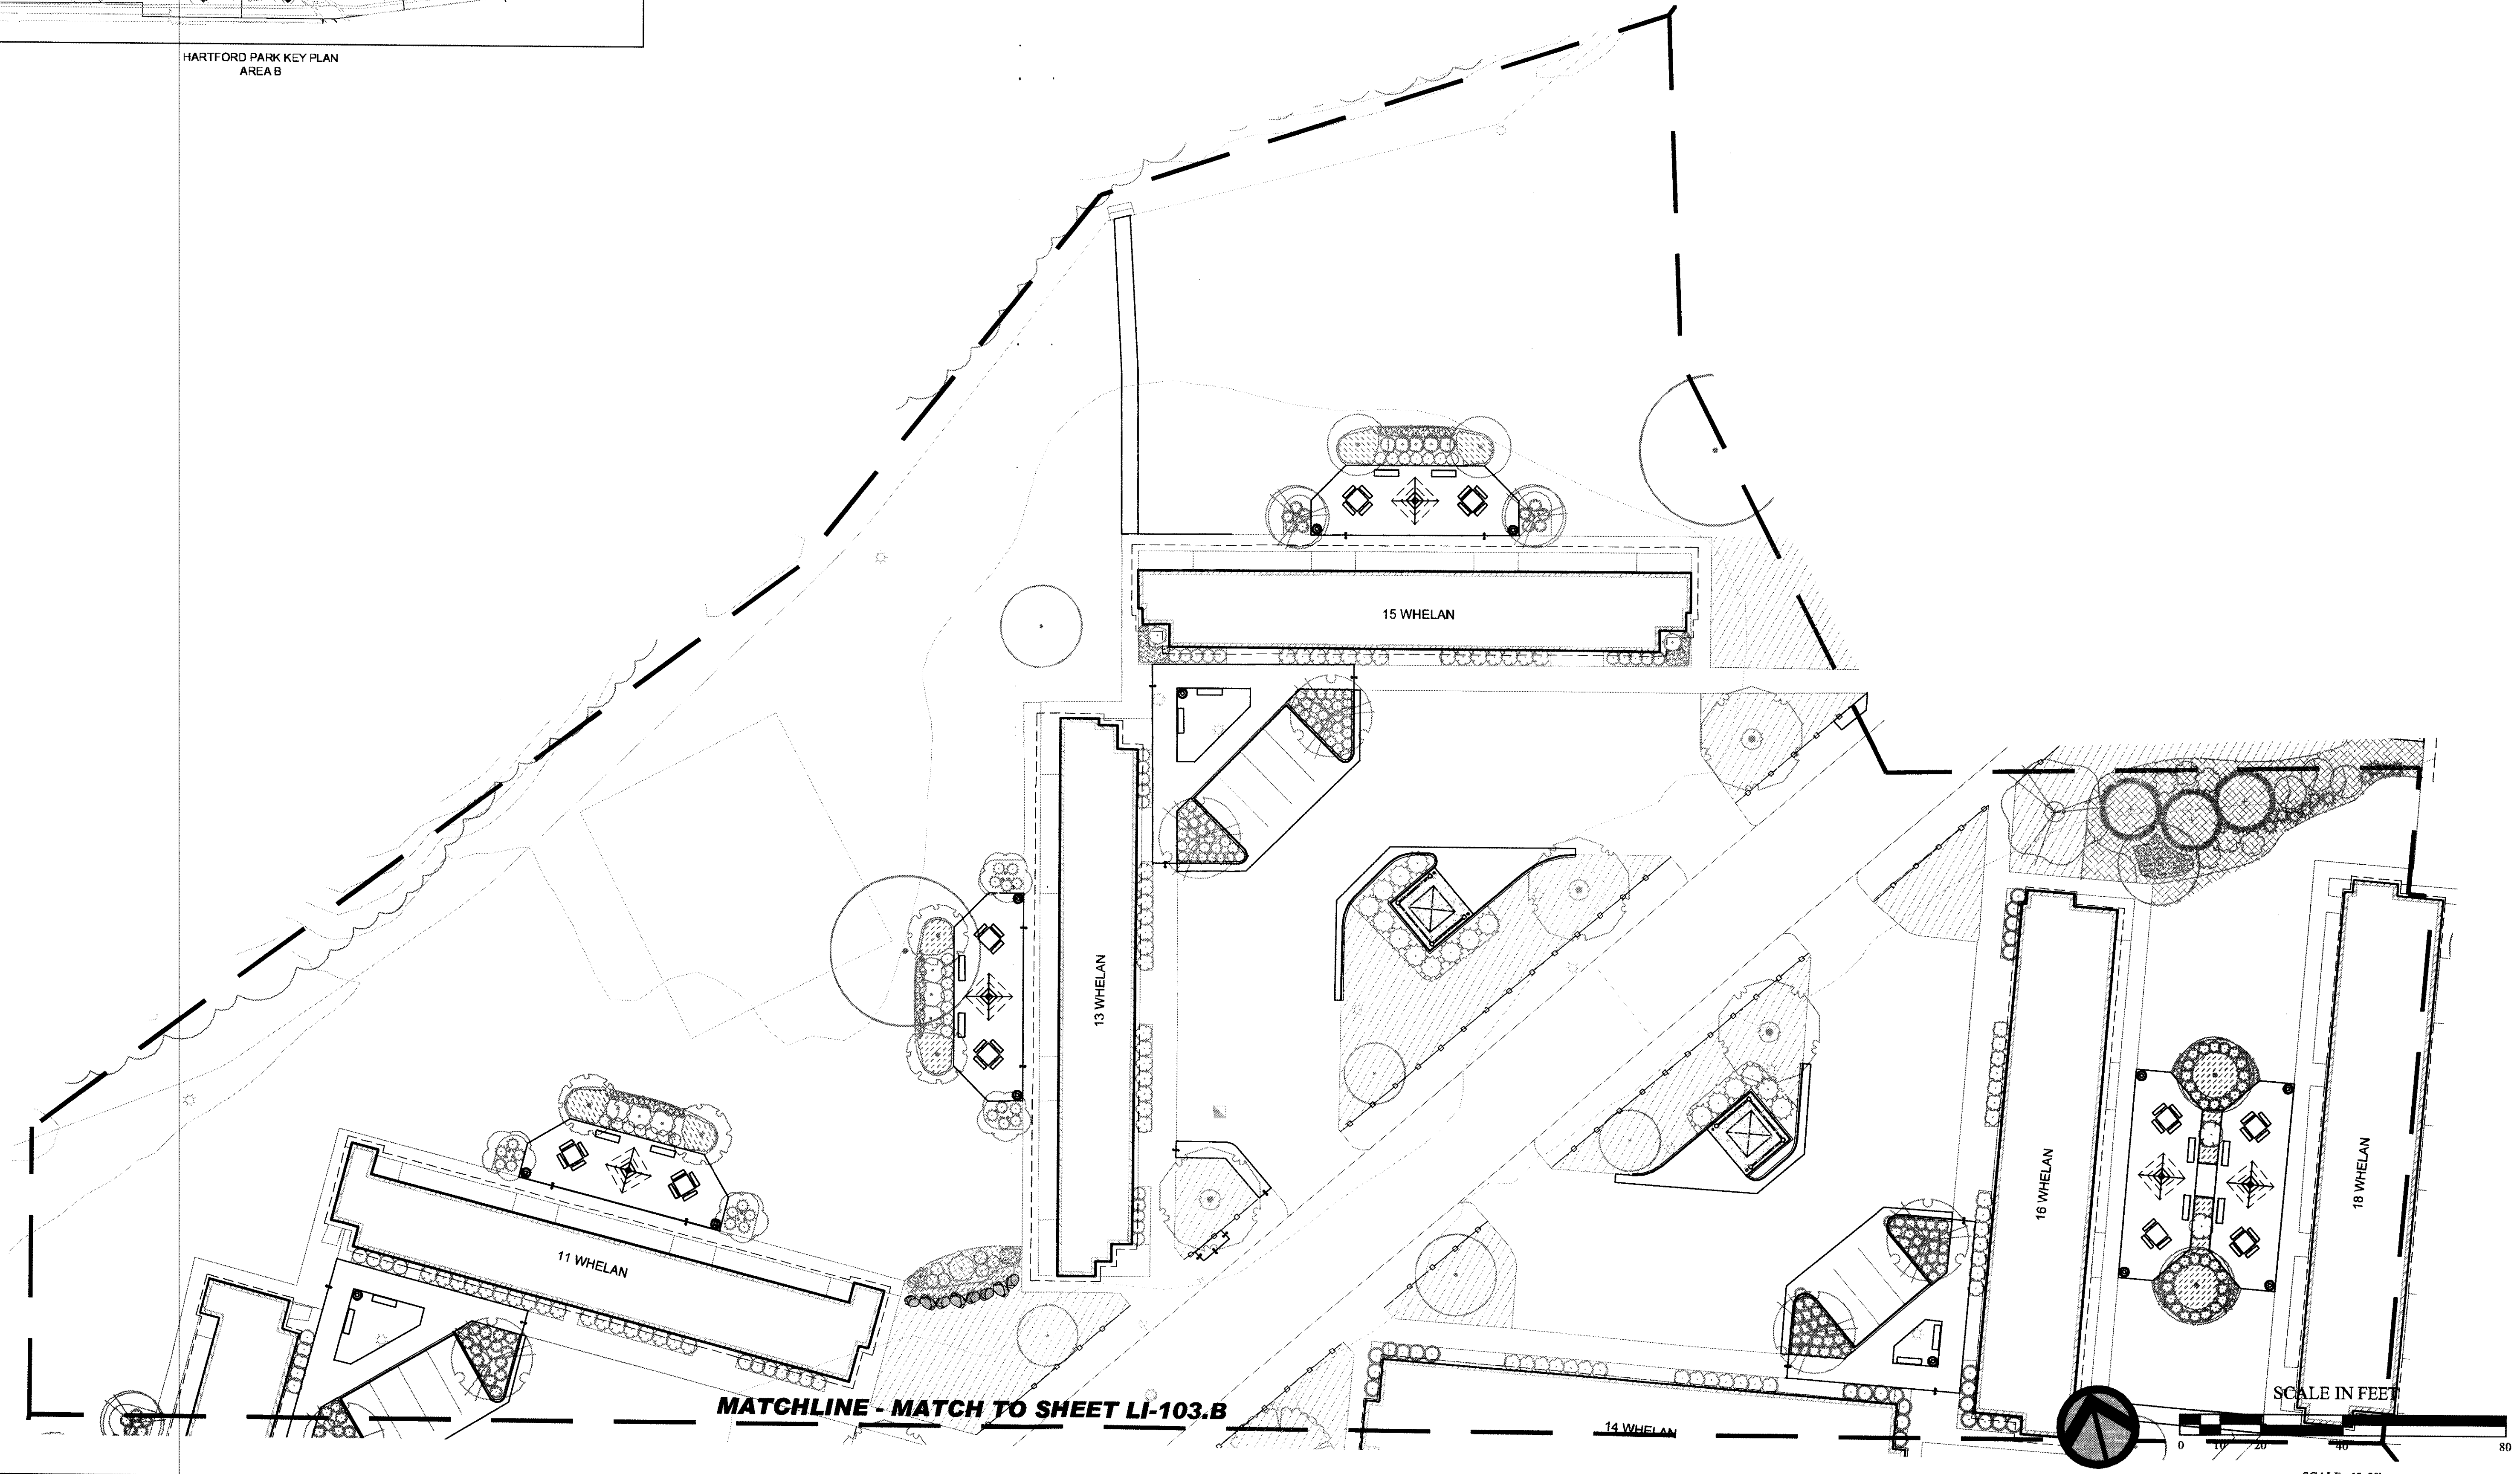 HARTFORD PARK KEY PLAN
AREA B
15 WHELAN
13 WHELAN
11 WHELAN
16 WHELAN
18 WHELAN
MATCHLINE - MATCH TO SHEET LI-103.B
14 WHELAN
SCALE IN FEET
0 10 20 40 80